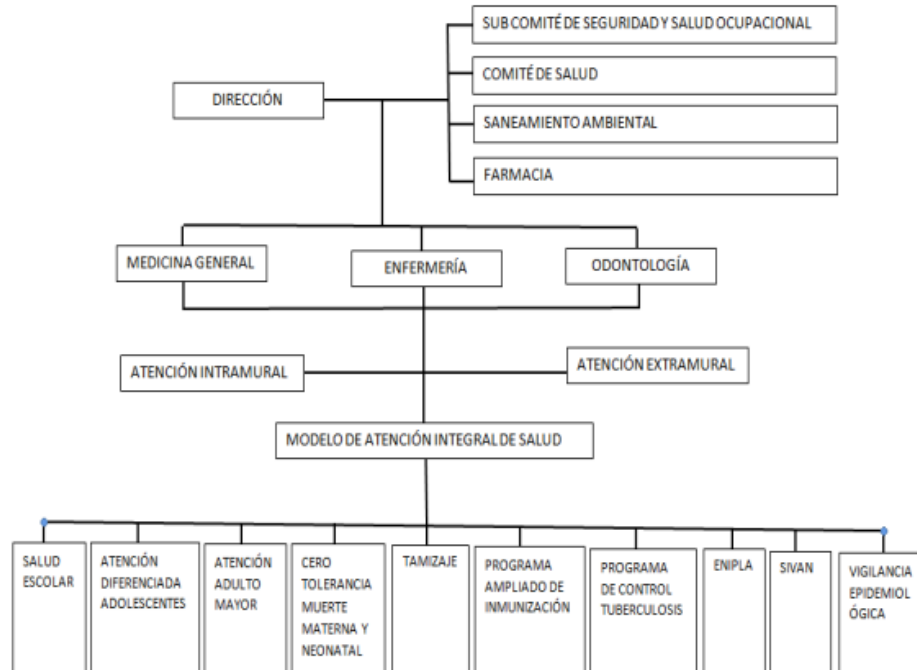 SUB COMITÉ DE SEGURIDAD Y SALUD OCUPACIONAL
COMITÉ DE SALUD
DIRECCIÓN
SANEAMIENTO AMBIENTAL
FARMACIA
MEDICINA GENERAL
ENFERMERÍA
ODONTOLOGÍA
ATENCIÓN INTRAMURAL
ATENCIÓN EXTRAMURAL
MODELO DE ATENCIÓN INTEGRAL DE SALUD
SALUD
ESCOLAR
ATENCIÓN
DIFERENCIADA
ADOLESCENTES
ATENCIÓN
ADULTO
MAYOR
CERO
TOLERANCIA
MUERTE
MATERNA Y
NEONATAL
TAMIZAJE
PROGRAMA
AMPLIADO DE
INMUNIZACIÓN
PROGRAMA
DE CONTROL
TUBERCULOSIS
ENIPLA
SIVAN
VIGILANCIA
EPIDEMIOL
ÓGICA